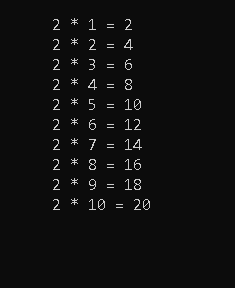 2 * 1 = 2
2 * 2 = 4
2 * 3 = 6
2 * 4 = 8
2 * 5 = 10
2 * 6 = 12
2 * 7 = 14
2 * 8 = 16
2 * 9 = 18
2 * 10 = 20